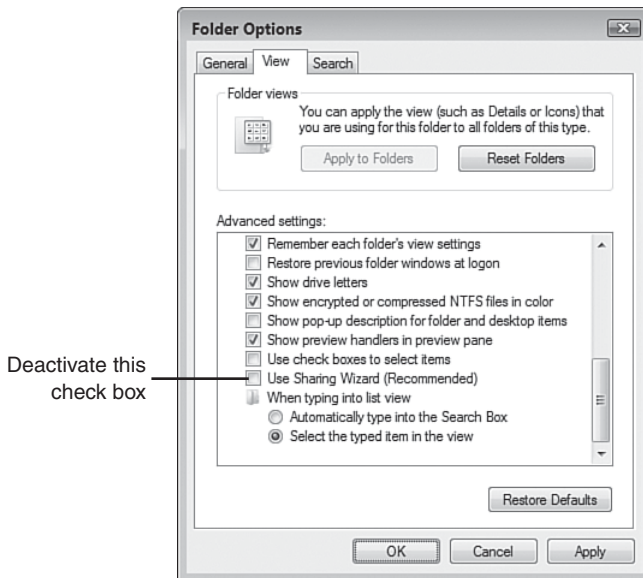 Folder Options
General View Search
Folder views
You can apply the view (such as Details or Icons) that
you are using for this folder to all folders of this type.
Apply to Folders Reset Folders
Advanced settings:
Remember each folder's view settings
Restore previous folder windows at logon
Show drive letters
Show encrypted or compressed NTFS files in color
Show pop-up description for folder and desktop items
Show preview handlers in preview pane
Use check boxes to select items
Deactivate this
check box
Use Sharing Wizard (Recommended)
When typing into list view
Automatically type into the Search Box
Select the typed item in the view
Restore Defaults
OK Cancel Apply